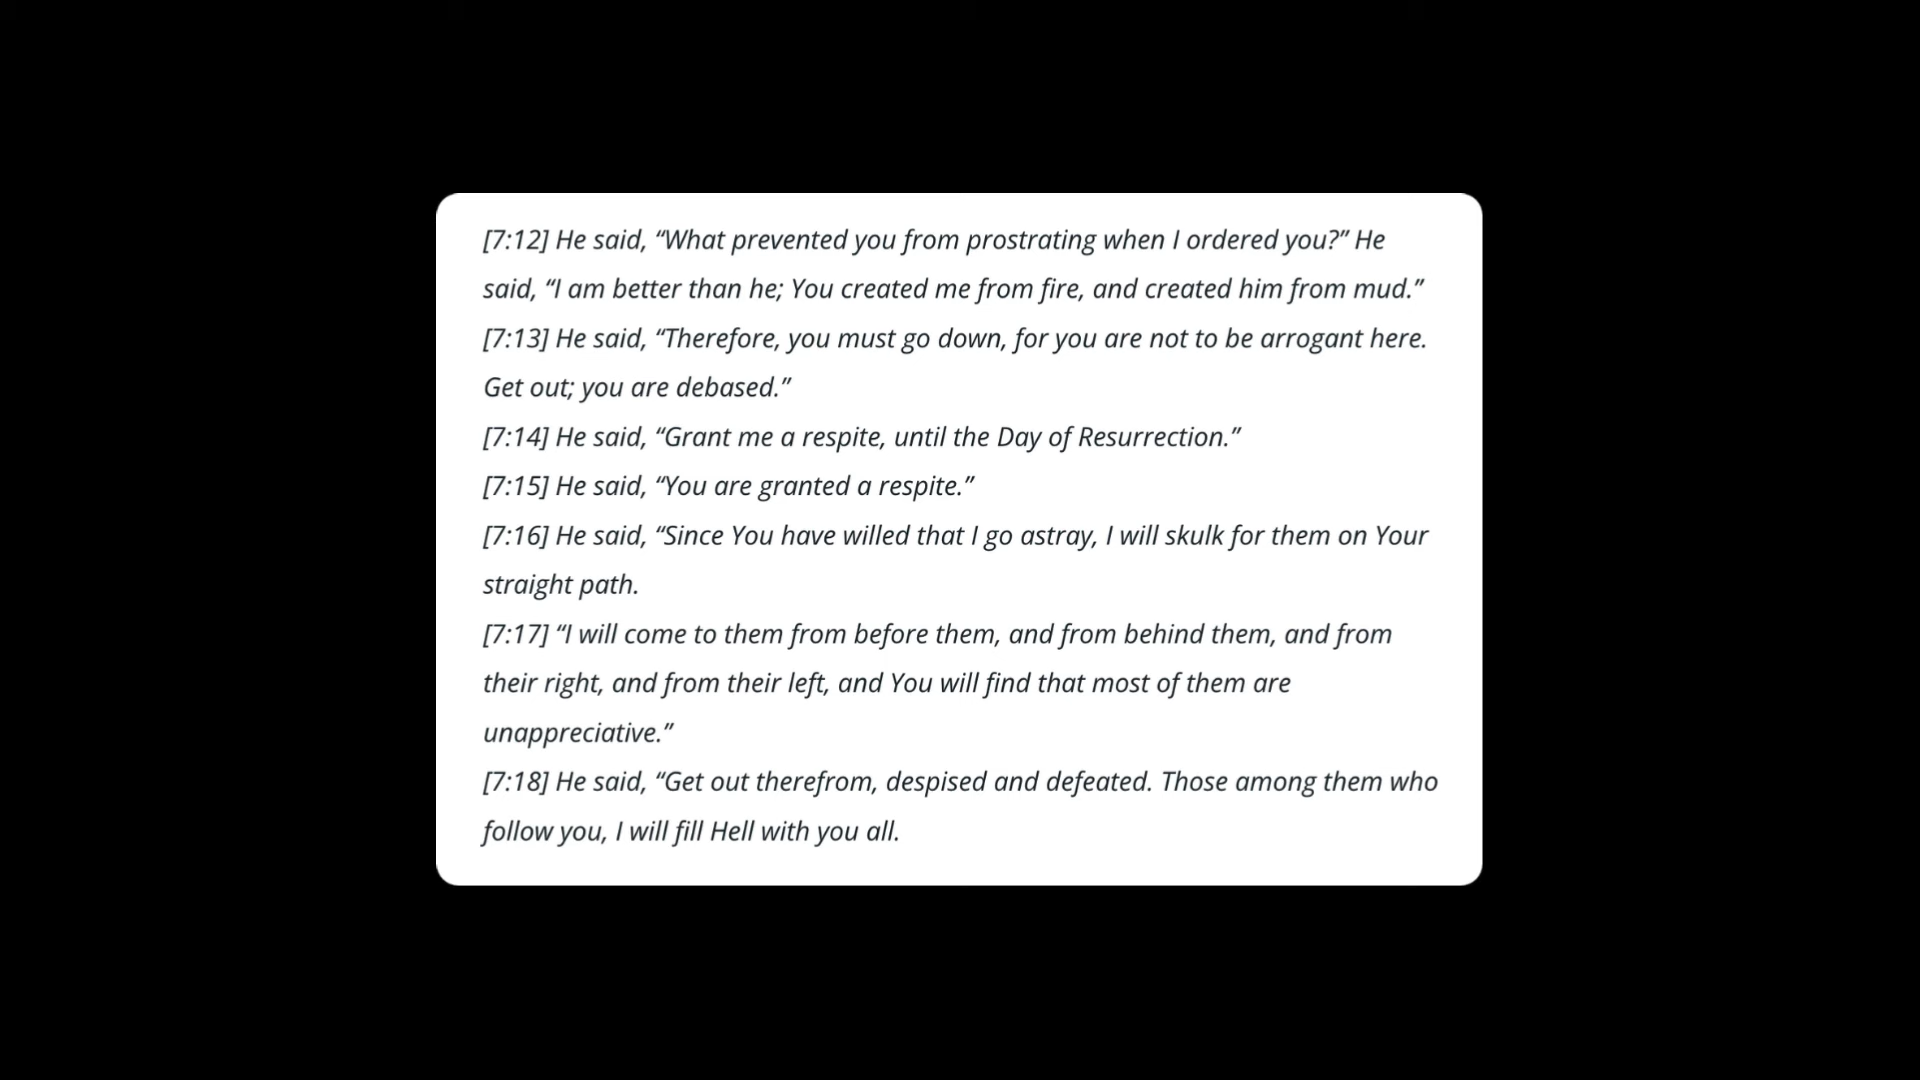 [7:12] He said, “What prevented you from prostrating when I ordered you?” He
said, “I am better than he; You created me from fire, and created him from mud.”
[7:13] He said, “Therefore, you must go down, for you are not to be arrogant here.
Get out; you are debased.”
[7:14] He said, “Grant me a respite, until the Day of Resurrection.”
[7:15] He said, “You are granted a respite.”
[7:16] He said, “Since You have willed that I go astray, I will skulk for them on Your
straight path.
[7:17] “I will come to them from before them, and from behind them, and from
their right, and from their left, and You will find that most of them are
unappreciative.”
[7:18] He said, “Get out therefrom, despised and defeated. Those among them who
follow you, I will fill Hell with you all.